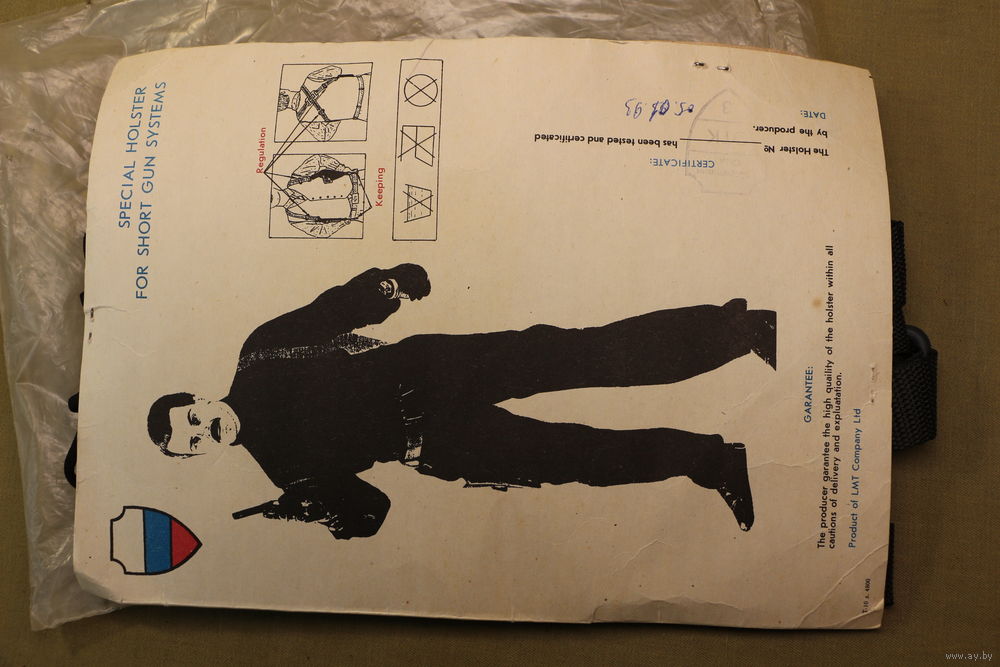 SPECIAL HOLSTER
FOR SHORT GUN SYSTEMS
Regulation
Keeping
CERTIFICATE:
The Holster № has been tested and certificated
by the producer.
DATE:
GARANTEE:
The producer garantee the high quaility of the holster within all
cautions of delivery and expluatation.
Product of LMT Company Ltd
www.ay.by